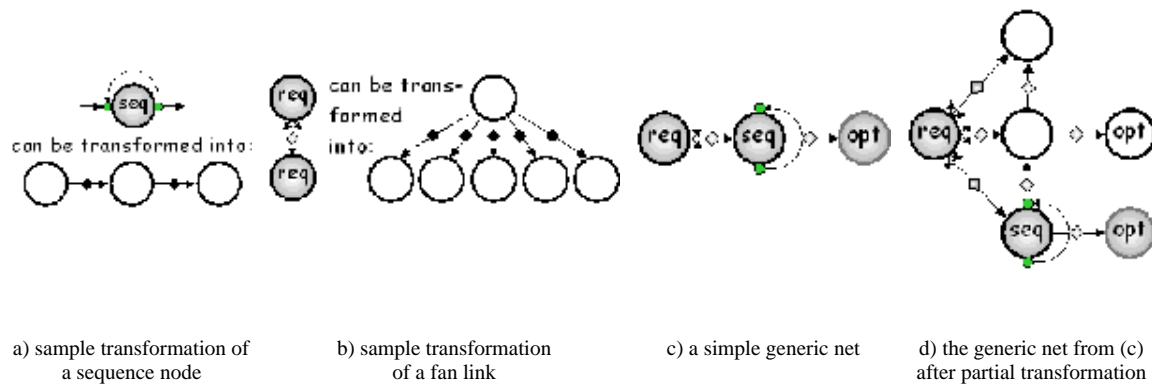 seq
can be transformed into:
req
req
can be trans-
formed
into:
req
seq
opt
req
opt
seq
opt
a) sample transformation of
a sequence node
b) sample transformation
of a fan link
c) a simple generic net
d) the generic net from (c)
after partial transformation